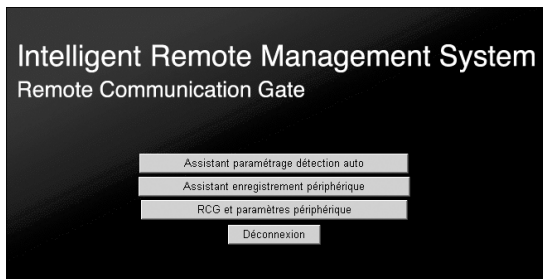 Intelligent Remote Management System
Remote Communication Gate
Assistant paramétrage détection auto
Assistant enregistrement périphérique
RCG et paramètres périphérique
Déconnexion